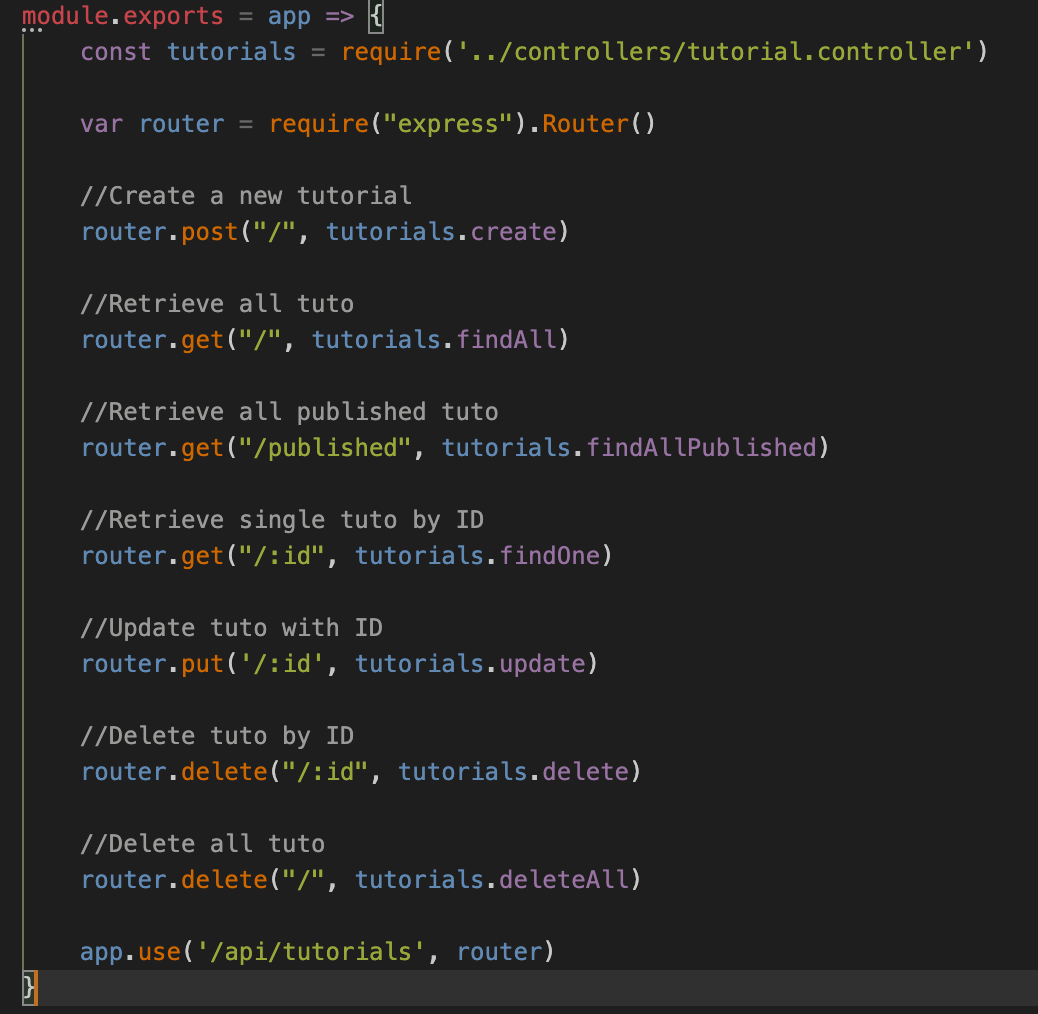 module.exports = app => {
    const tutorials = require('../controllers/tutorial.controller')

    var router = require("express").Router()

    //Create a new tutorial
    router.post("/", tutorials.create)

    //Retrieve all tuto
    router.get("/", tutorials.findAll)

    //Retrieve all published tuto
    router.get("/published", tutorials.findAllPublished)

    //Retrieve single tuto by ID
    router.get("/:id", tutorials.findOne)

    //Update tuto with ID
    router.put('/:id', tutorials.update)

    //Delete tuto by ID
    router.delete("/:id", tutorials.delete)

    //Delete all tuto
    router.delete("/", tutorials.deleteAll)

    app.use('/api/tutorials', router)
}